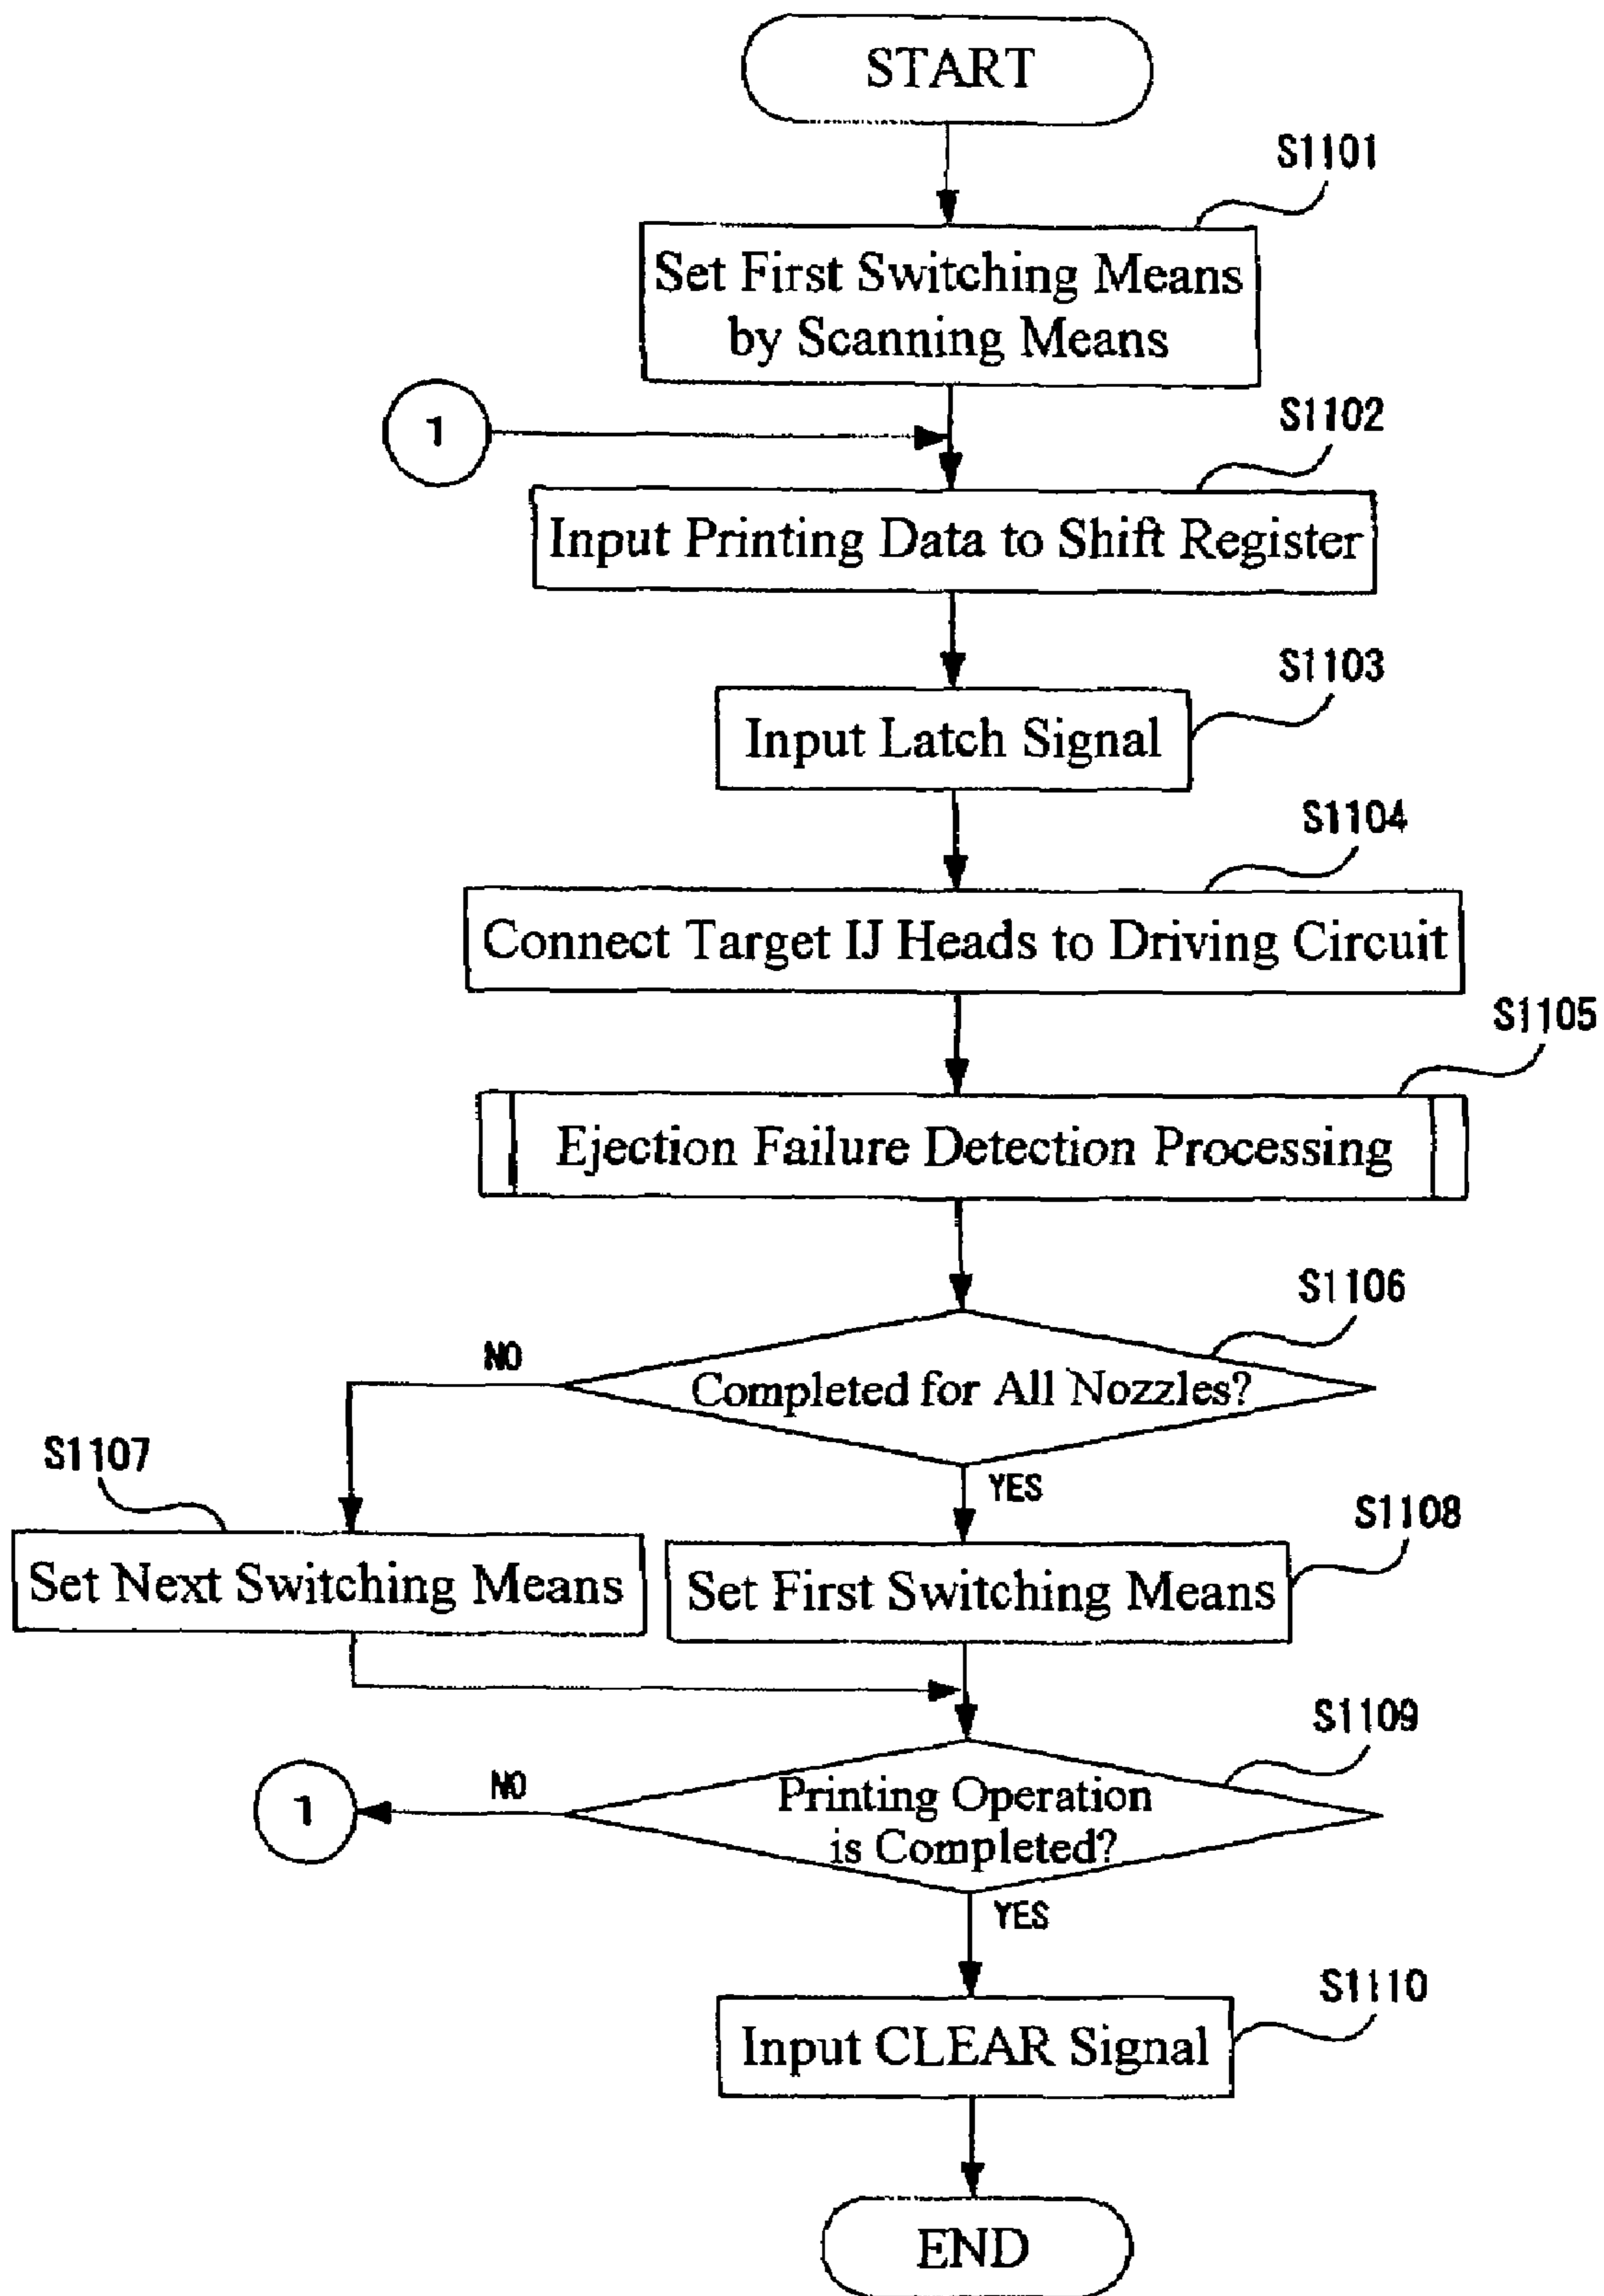 START
S1101
Set First Switching Means
by Scanning Means
1
S1102
Input Printing Data to Shift Register
S1103
Input Latch Signal
S1104
Connect Target IJ Heads to Driving Circuit
S1105
Ejection Failure Detection Processing
S1106
NO
Completed for All Nozzles?
YES
S1107
S1108
Set Next Switching Means
Set First Switching Means
S1109
1
NO
Printing Operation
is Completed?
YES
S1110
Input CLEAR Signal
END